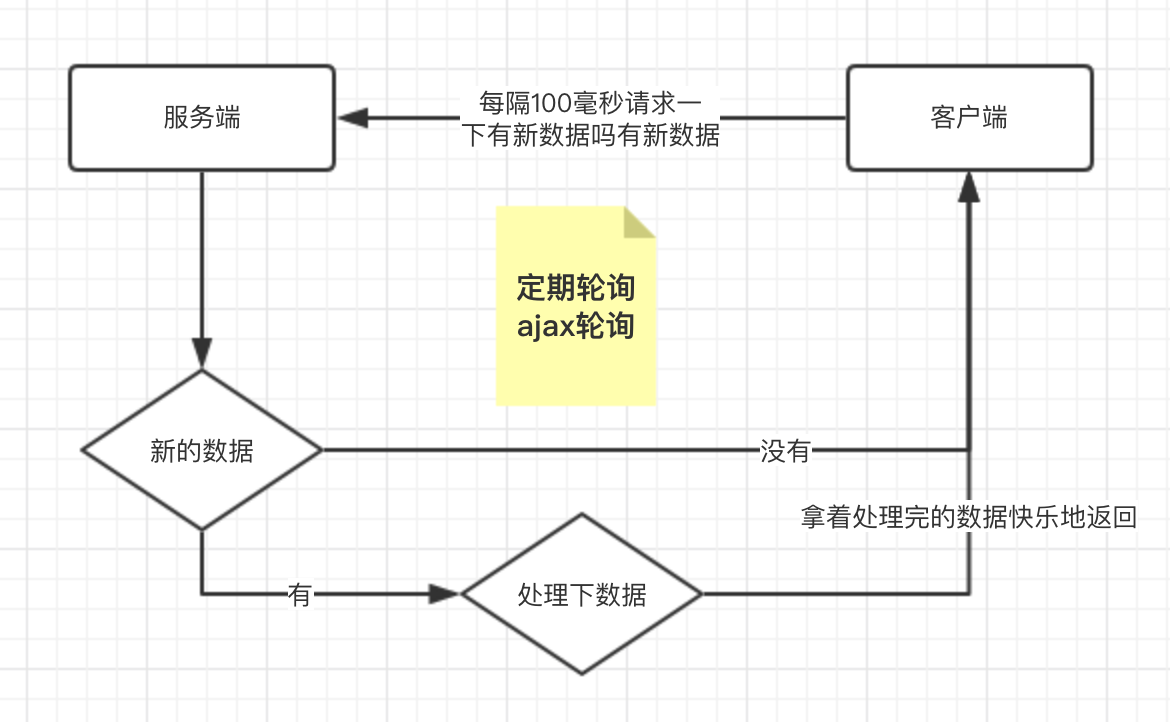 服务端
每隔100毫秒请求一
下有新数据吗有新数据
客户端
定期轮询
ajax轮询
新的数据
没有
拿着处理完的数据快乐地返回
有
处理下数据